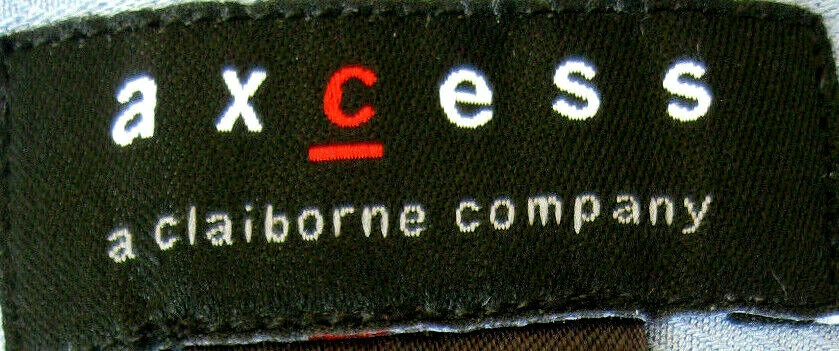 axcess
a claiborne company